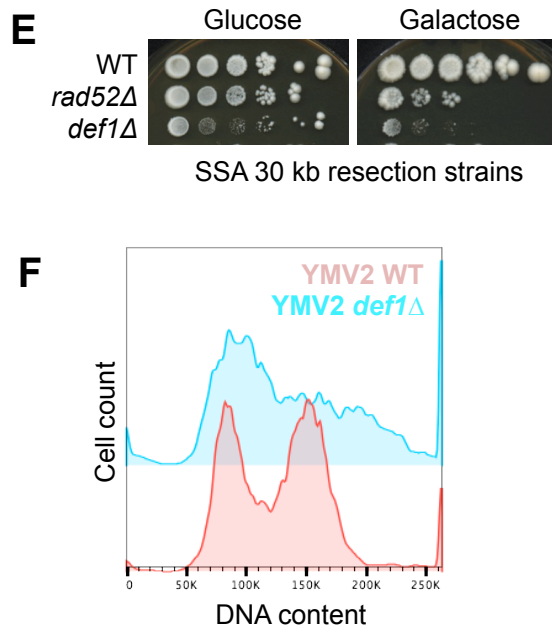 E
Glucose Galactose
WT
rad52Δ
def1Δ
SSA 30 kb resection strains
F
YMV2 WT
YMV2 def1Δ
Cell count
0 50K 100K 150K 200K 250K
DNA content